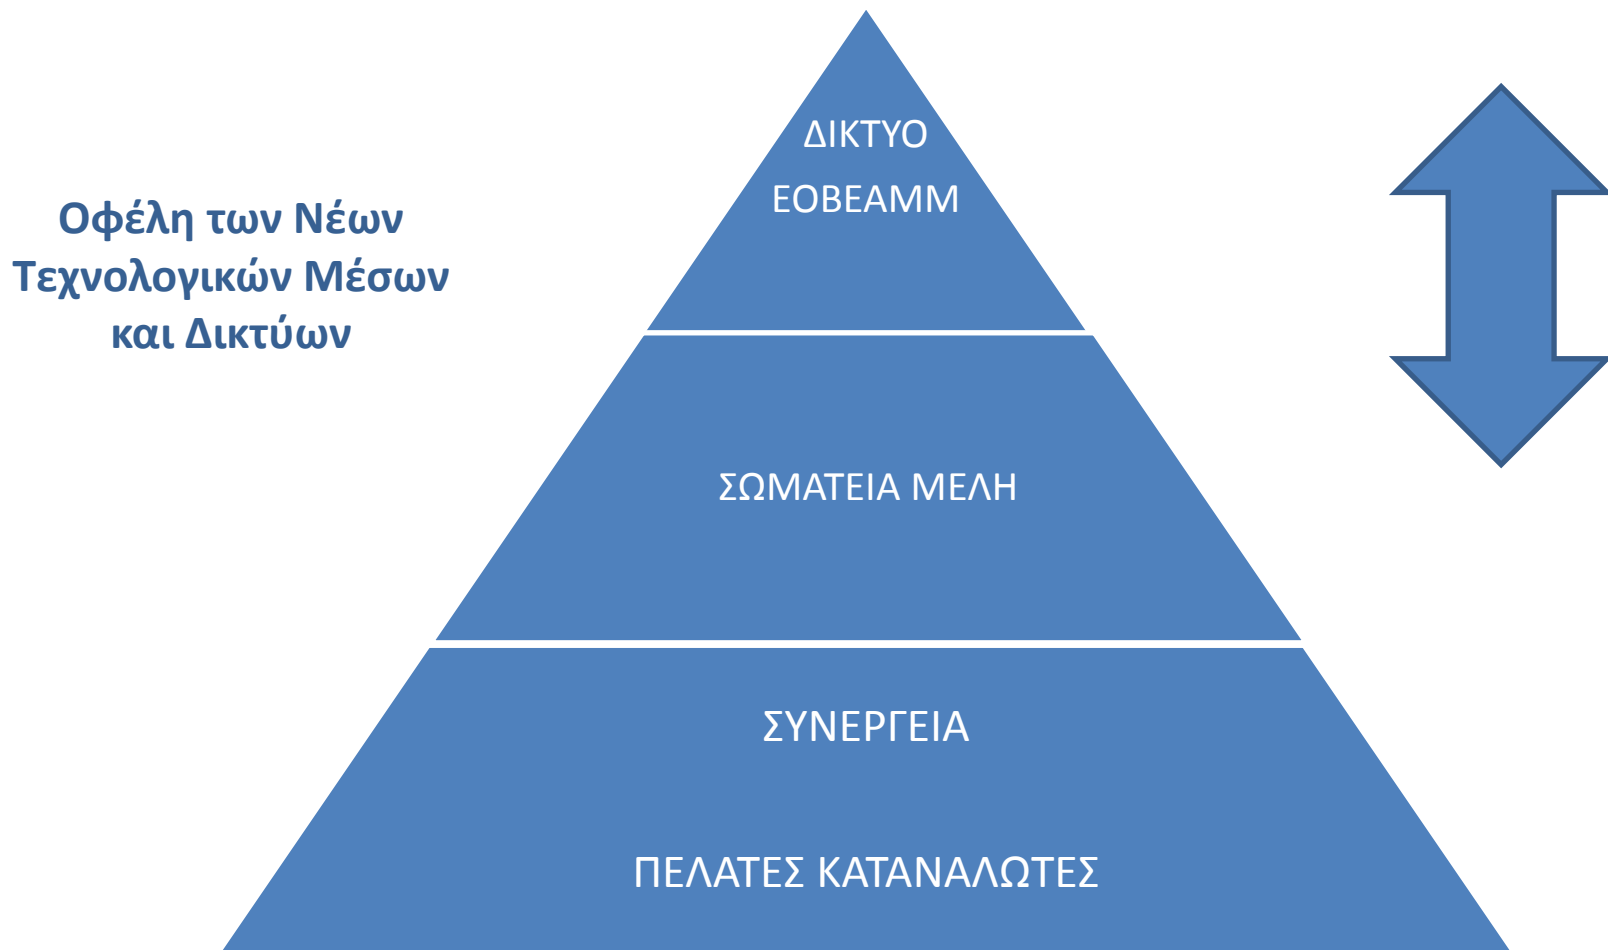 Οφέλη των Νέων
Τεχνολογικών Μέσων
και Δικτύων
ΔΙΚΤΥΟ
ΕΟΒΕΑΜΜ
ΣΩΜΑΤΕΙΑ ΜΕΛΗ
ΣΥΝΕΡΓΕΙΑ
ΠΕΛΑΤΕΣ ΚΑΤΑΝΑΛΩΤΕΣ